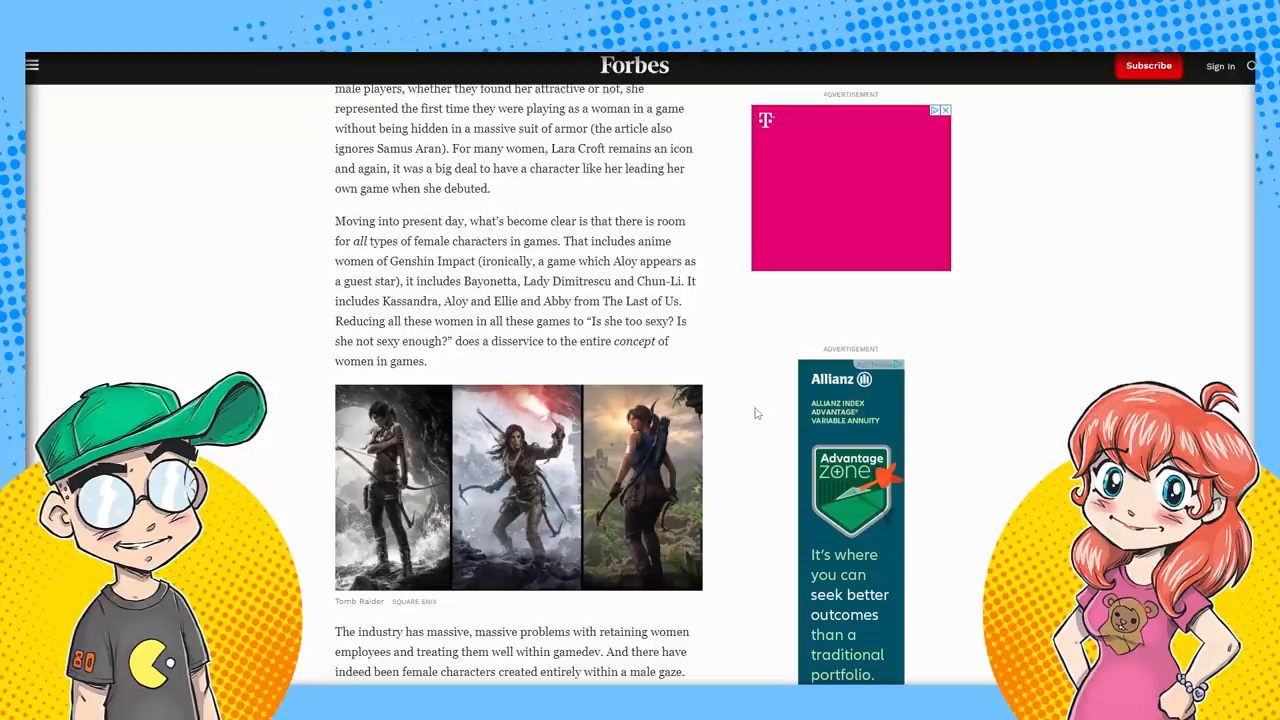 Forbes
Subscribe
Sign In
male players, whether they found her attractive or not, she
represented the first time they were playing as a woman in a game
without being hidden in a massive suit of armor (the article also
ignores Samus Aran). For many women, Lara Croft remains an icon
and again, it was a big deal to have a character like her leading her
own game when she debuted.
Moving into present day, what's become clear is that there is room
for all types of female characters in games. That includes anime
women of Genshin Impact (ironically, a game which Aloy appears as
a guest star), it includes Bayonetta, Lady Dimitrescu and Chun-Li. It
includes Kassandra, Aloy and Ellie and Abby from The Last of Us.
Reducing all these women in all these games to “Is she too sexy? Is
she not sexy enough?” does a disservice to the entire concept of
women in games.
Tomb Raider SQUARE ENIX
The industry has massive, massive problems with retaining women
employees and treating them well within gamedev. And there have
indeed been female characters created entirely within a male gaze.
ADVERTISEMENT
T
ADVERTISEMENT
Allianz
ALLIANZ INDEX
ADVANTAGE®
VARIABLE ANNUITY
Advantage
zone
It's where
you can
seek better
outcomes
than a
traditional
portfolio.
80